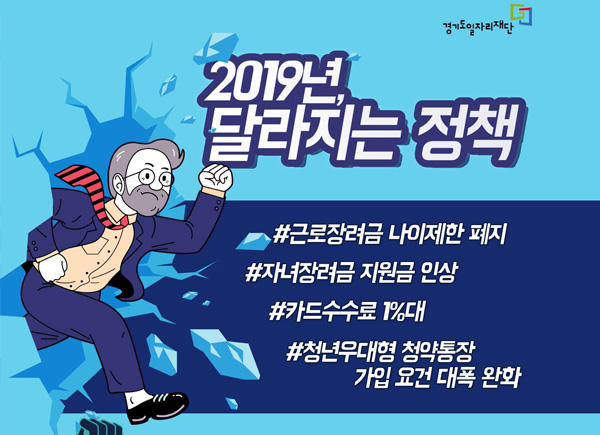 경기도일자리재단
2019년,
달라지는 정책
#근로장려금 나이제한 폐지
#자녀장려금 지원금 인상
#카드수수료 1%대
#청년우대형 청약통장
가입 요건 대폭 완화